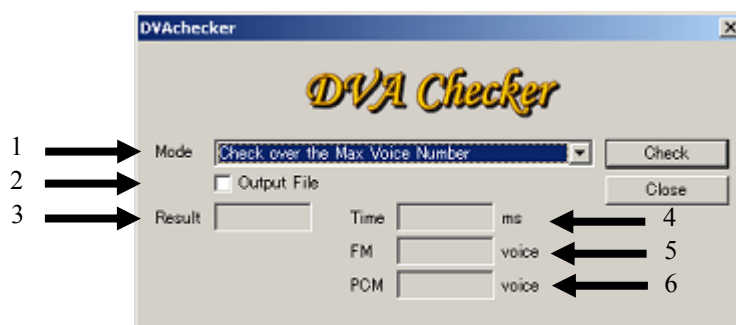 DVAchecker
DVA Checker
1 Mode Check over the Max Voice Number Check
2 Output File Close
3 Result Time ms 4
FM voice 5
PCM voice 6